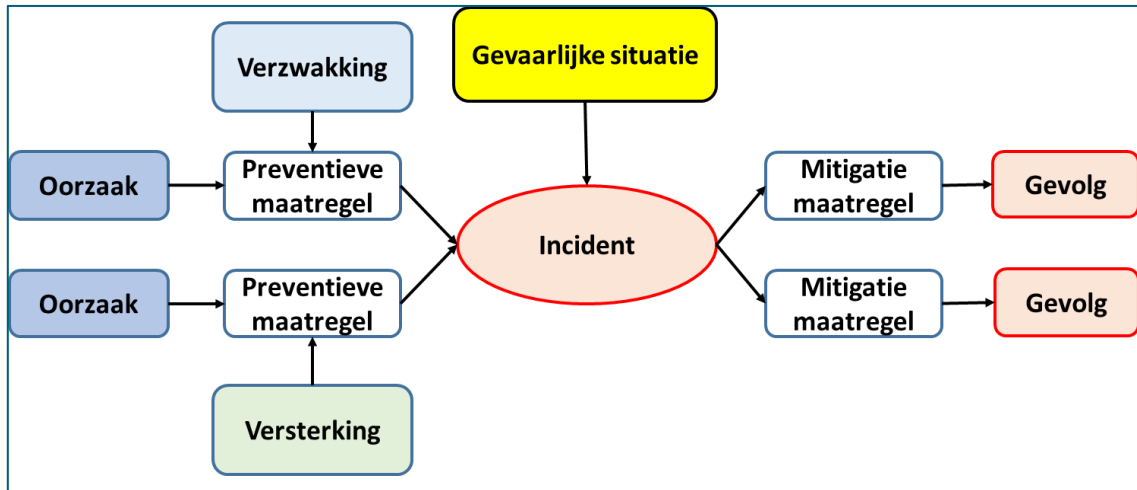 Verzwakking
Gevaarlijke situatie
Oorzaak
Preventieve
maatregel
Mitigatie
maatregel
Gevolg
Incident
Oorzaak
Preventieve
maatregel
Mitigatie
maatregel
Gevolg
Versterking